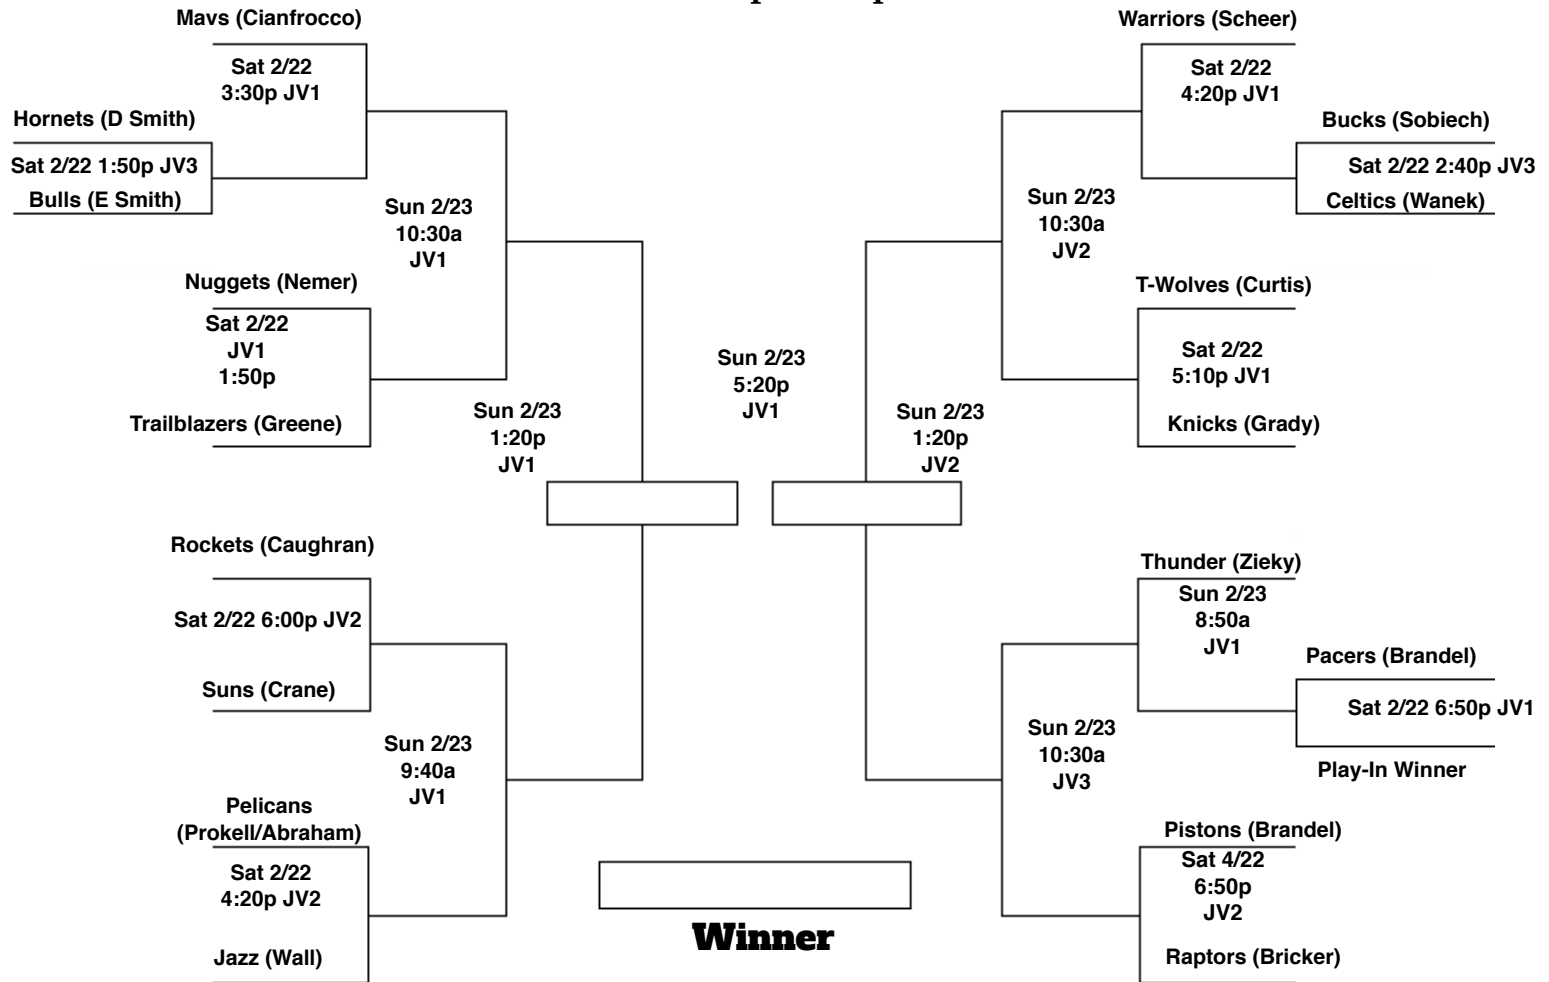 Mavs (Cianfrocco)
Sat 2/22
3:30p JV1
Hornets (D Smith)
Sat 2/22 1:50p JV3
Bulls (E Smith)
Sun 2/23
10:30a
JV1
Nuggets (Nemer)
Sat 2/22
JV1
1:50p
Trailblazers (Greene)
Sun 2/23
1:20p
JV1
Rockets (Caughran)
Sat 2/22 6:00p JV2
Suns (Crane)
Sun 2/23
9:40a
JV1
Pelicans
(Prokell/Abraham)
Sat 2/22
4:20p JV2
Jazz (Wall)
Sun 2/23
5:20p
JV1
Winner
Warriors (Scheer)
Sat 2/22
4:20p JV1
Bucks (Sobiech)
Sat 2/22 2:40p JV3
Celtics (Wanek)
Sun 2/23
10:30a
JV2
T-Wolves (Curtis)
Sat 2/22
5:10p JV1
Knicks (Grady)
Sun 2/23
1:20p
JV2
Thunder (Zieky)
Sun 2/23
8:50a
JV1
Pacers (Brandel)
Sat 2/22 6:50p JV1
Play-In Winner
Sun 2/23
10:30a
JV3
Pistons (Brandel)
Sat 4/22
6:50p
JV2
Raptors (Bricker)